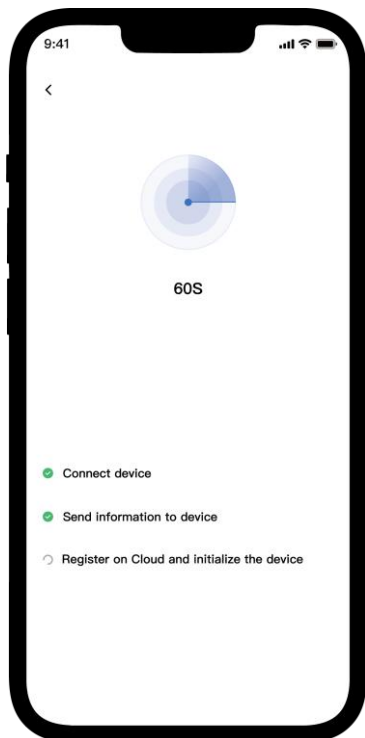 9:41
60S
Connect device
Send information to device
Register on Cloud and initialize the device